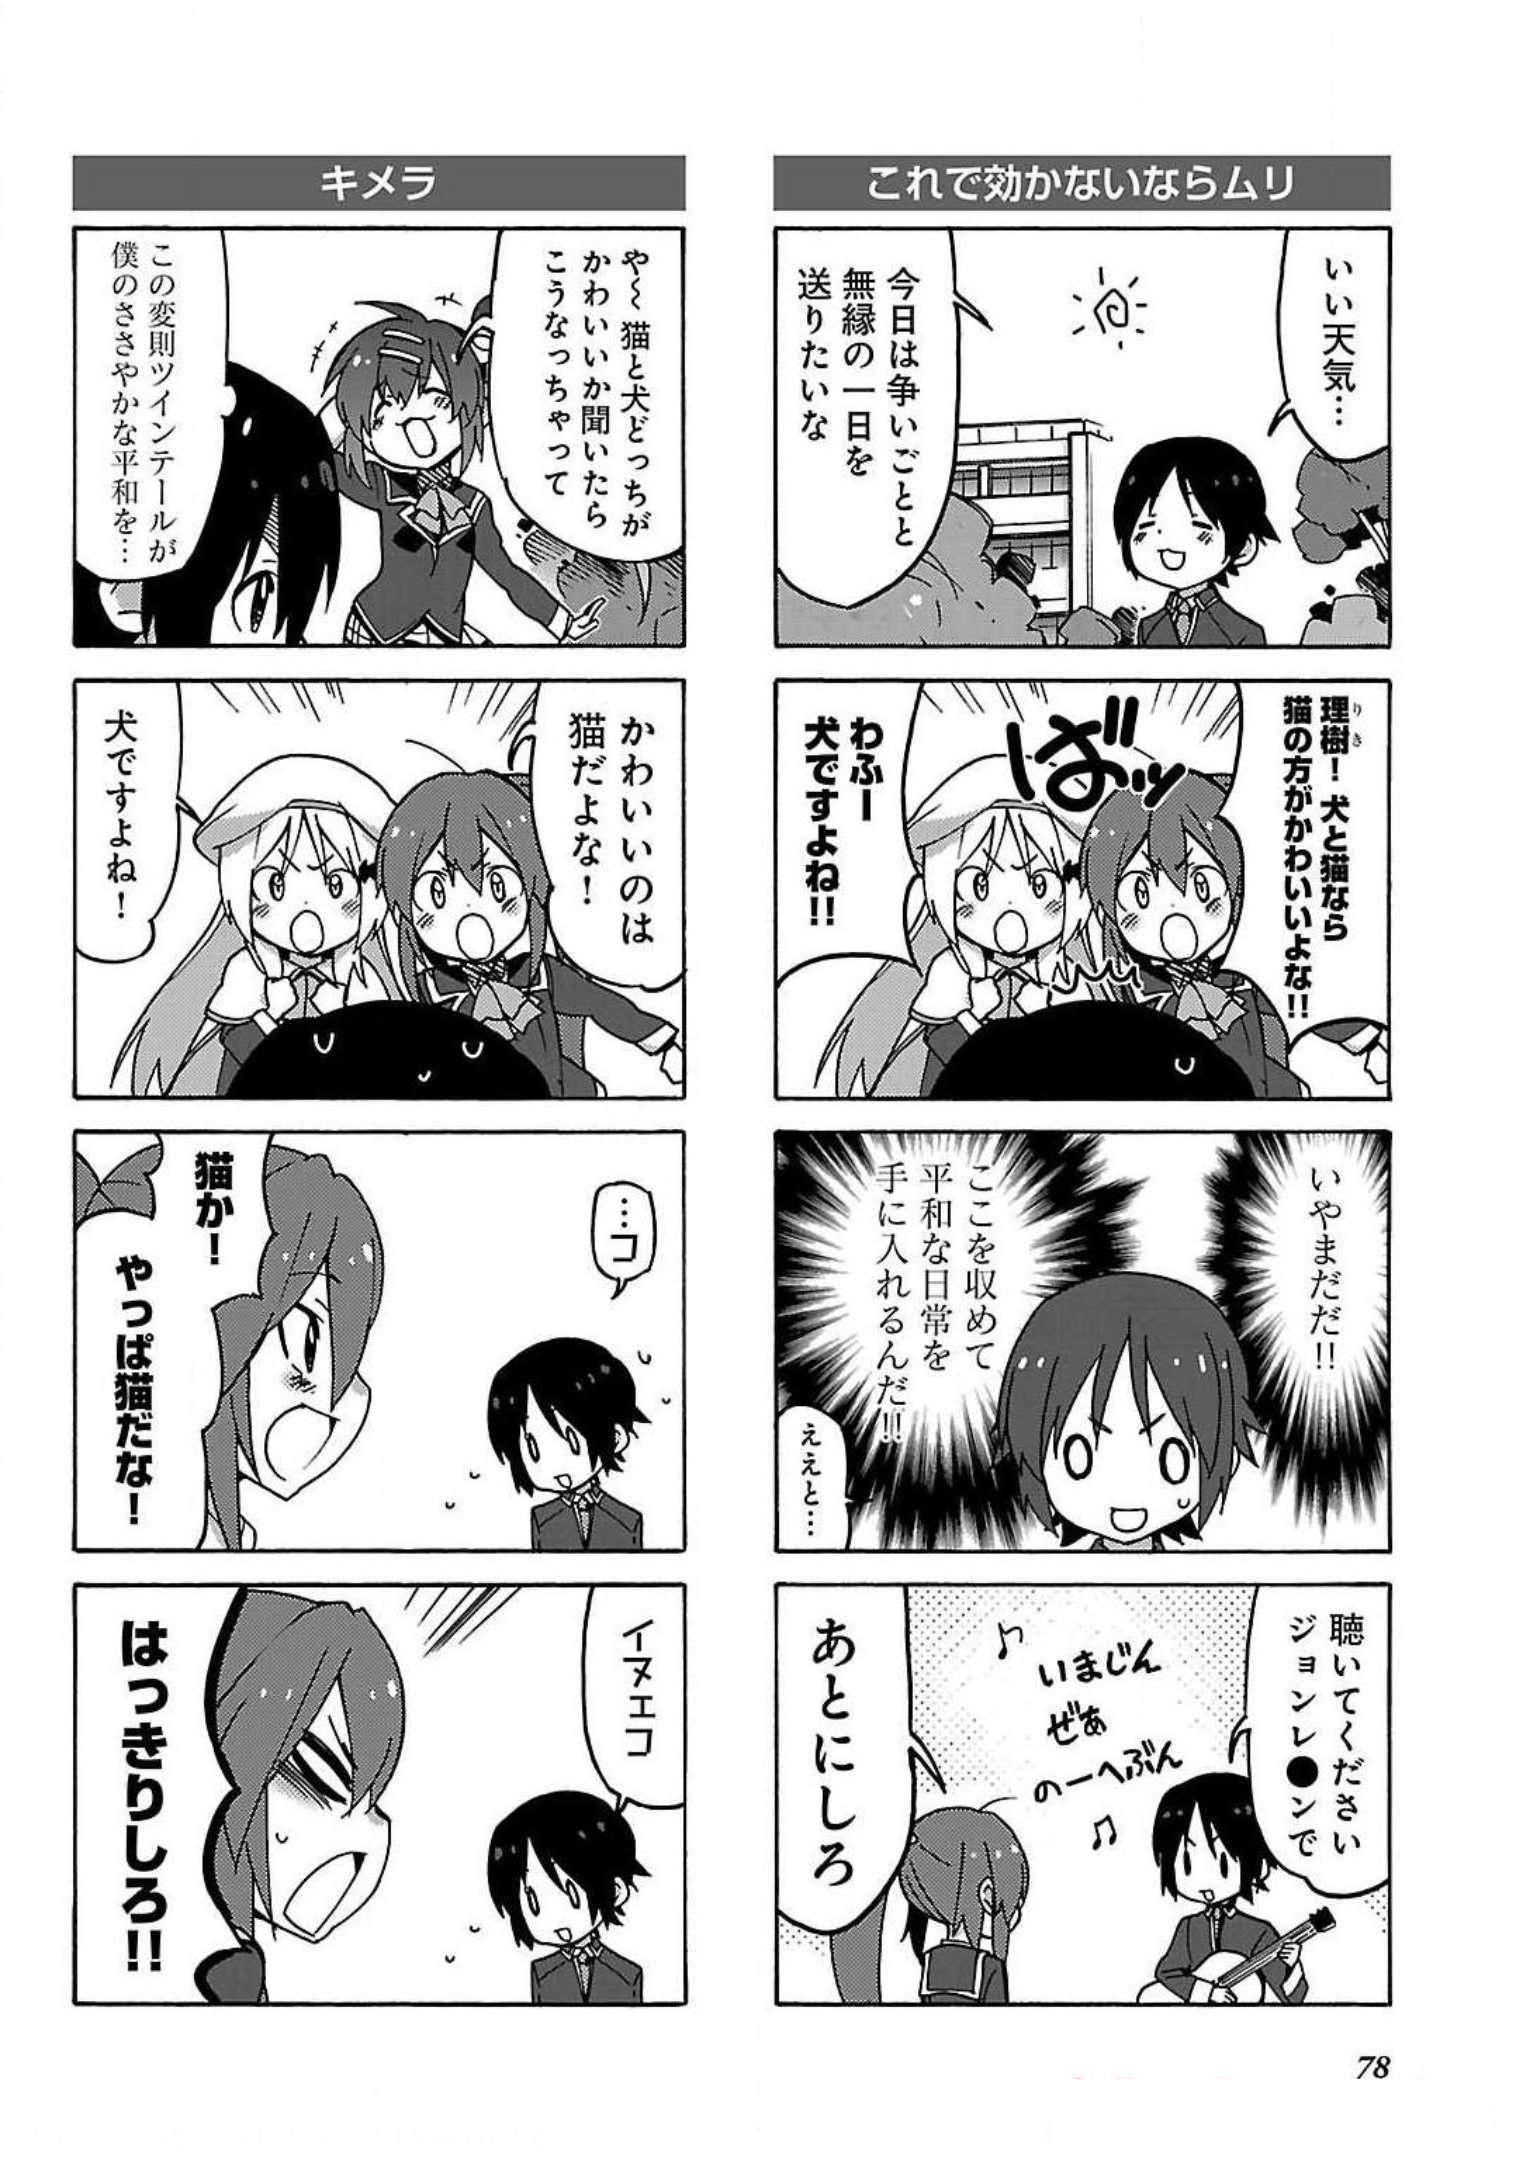 これで効かないならムリ
いい天気…
今日は争いごとと
無縁の一日を
送りたいな
理樹！犬と猫なら
りき
猫の方がかわいいよな!!
ばッ
わふー
犬ですよね!!
いやまだだ!!
ここを収めて
平和な日常を
手に入れるんだ!!
ええと…
聴いてください
ジョンレ●ンで
♪いまじん
ぜあ
のーへぶん♪
あとにしろ
キメラ
や～猫と犬どっちが
かわいいか聞いたら
こうなっちゃって
この変則ツインテールが
僕のささやかな平和を…
かわいいのは
猫だよな！
犬ですよね！
…コ
猫か！
やっぱ猫だな！
イヌエコ
はっきりしろ!!
78